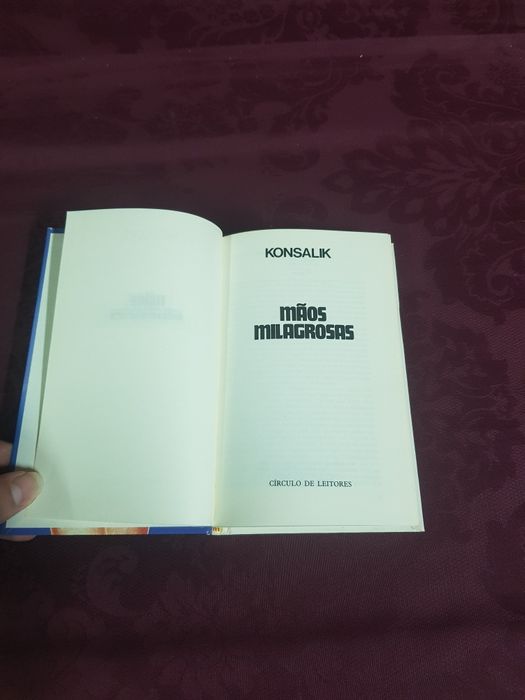 KONSALIK
MÃOS
MILAGROSAS
CÍRCULO DE LEITORES